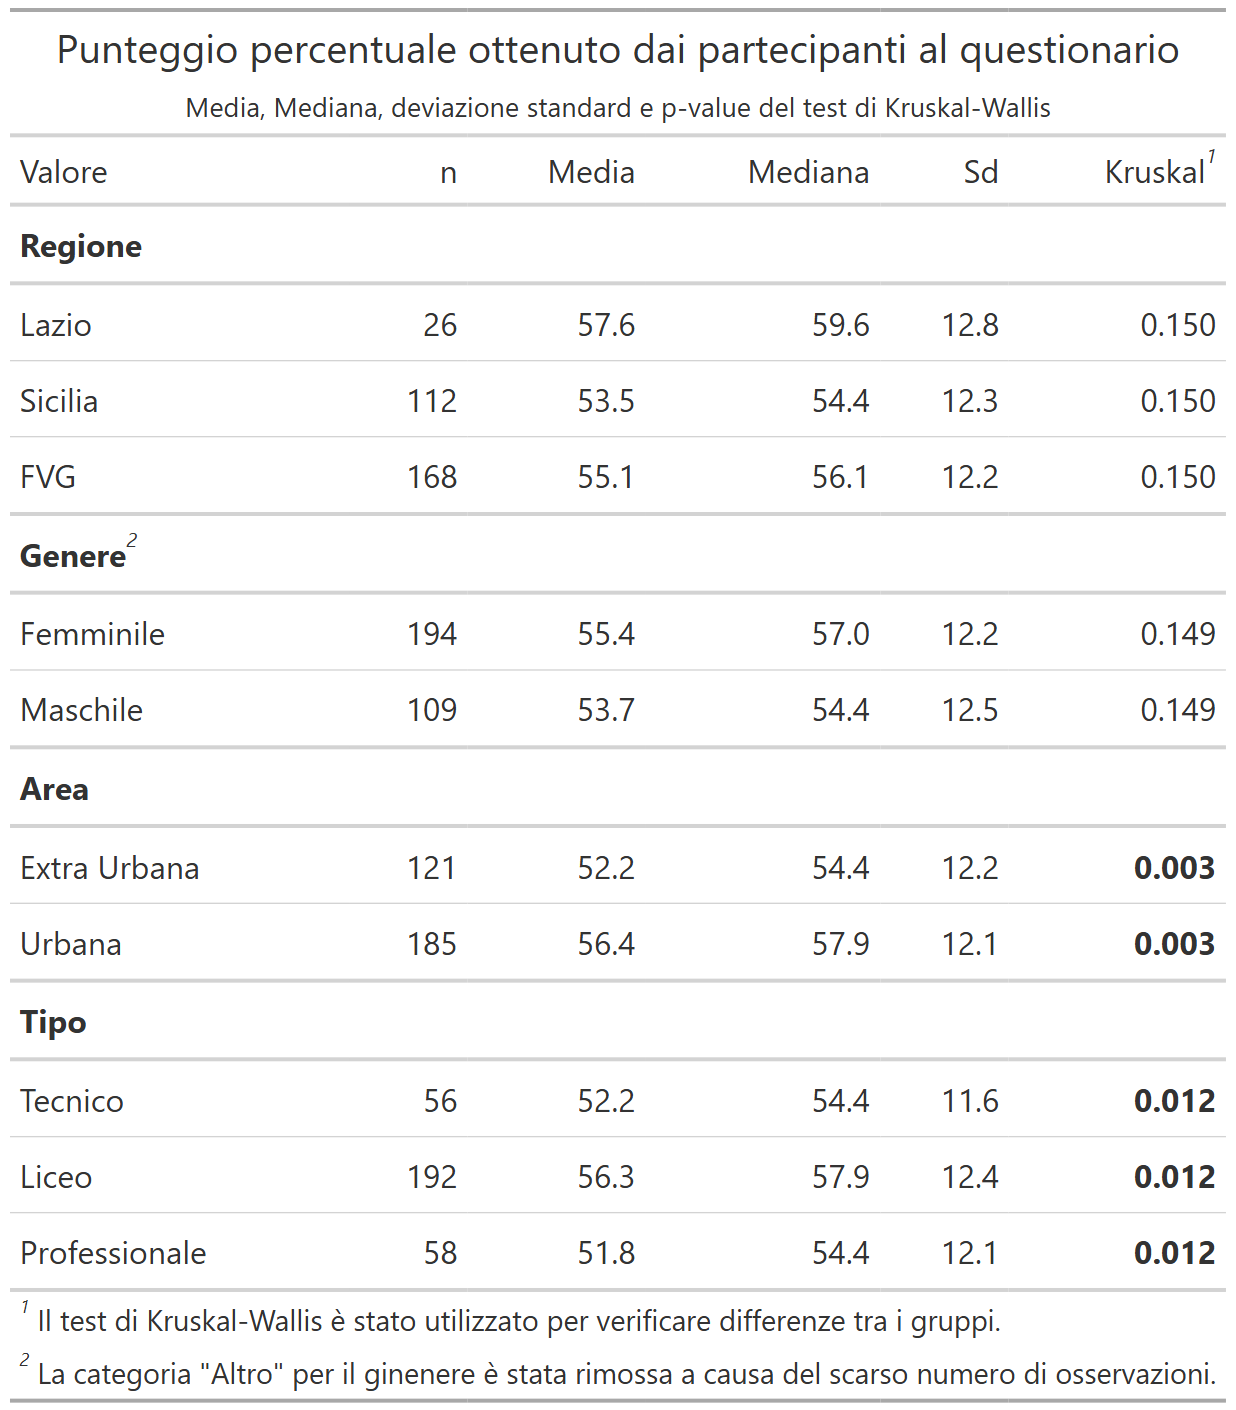 Punteggio percentuale ottenuto dai partecipanti al questionario
Media, Mediana, deviazione standard e p-value del test di Kruskal-Wallis
Valore n Media Mediana Sd Kruskal1
Regione
Lazio 26 57.6 59.6 12.8 0.150
Sicilia 112 53.5 54.4 12.3 0.150
FVG 168 55.1 56.1 12.2 0.150
Genere2
Femminile 194 55.4 57.0 12.2 0.149
Maschile 109 53.7 54.4 12.5 0.149
Area
Extra Urbana 121 52.2 54.4 12.2 0.003
Urbana 185 56.4 57.9 12.1 0.003
Tipo
Tecnico 56 52.2 54.4 11.6 0.012
Liceo 192 56.3 57.9 12.4 0.012
Professionale 58 51.8 54.4 12.1 0.012
1 Il test di Kruskal-Wallis è stato utilizzato per verificare differenze tra i gruppi.
2 La categoria "Altro" per il ginenere è stata rimossa a causa del scarso numero di osservazioni.